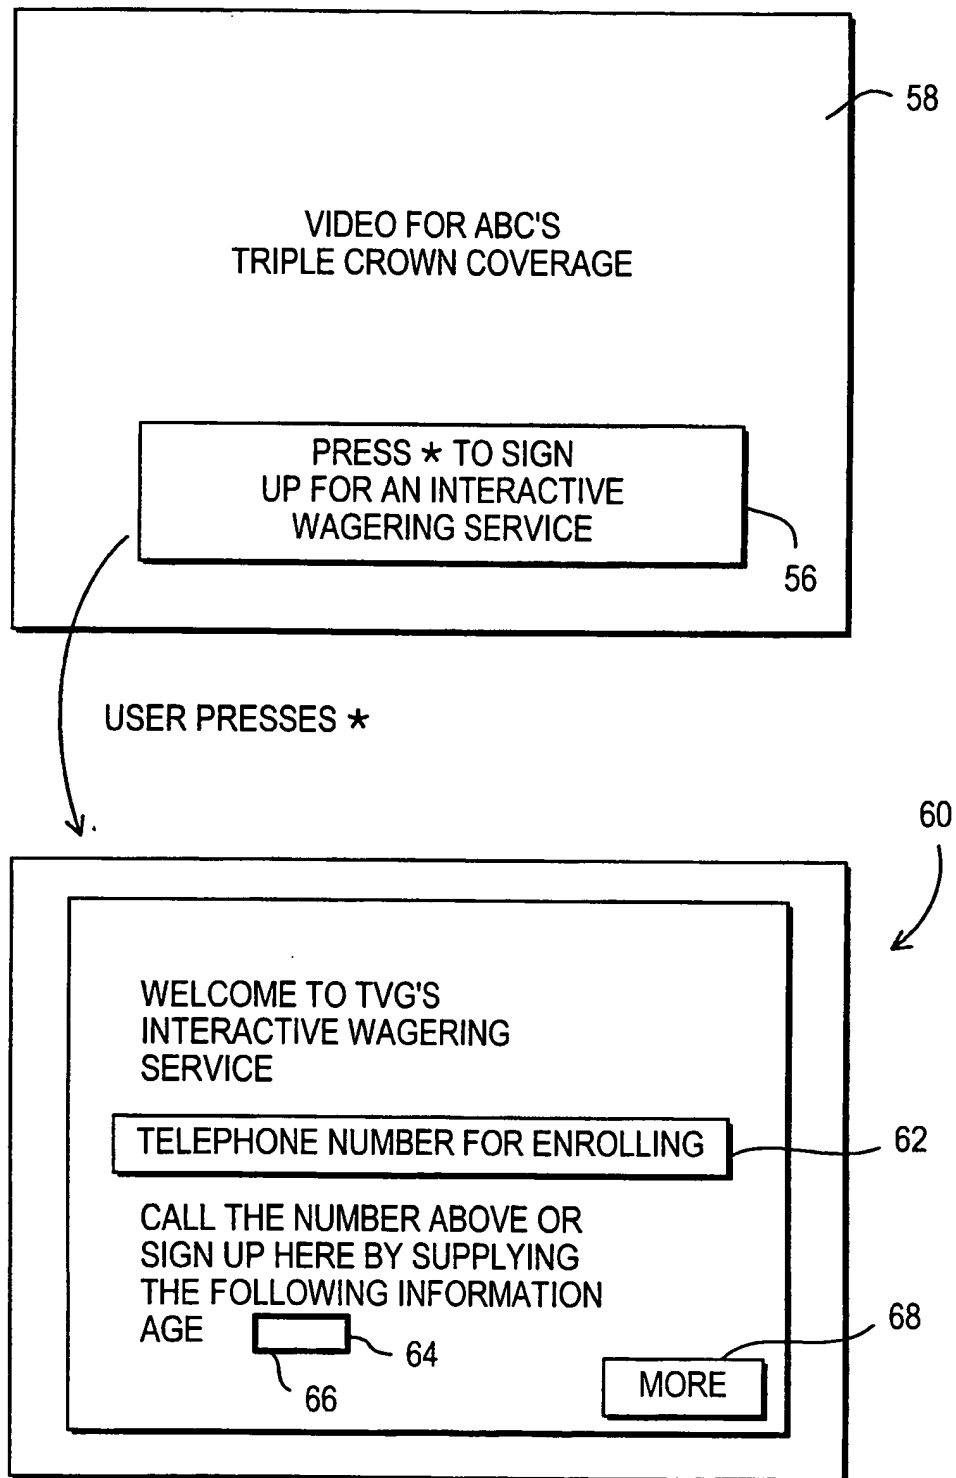 58
VIDEO FOR ABC'S
TRIPLE CROWN COVERAGE
PRESS * TO SIGN
UP FOR AN INTERACTIVE
WAGERING SERVICE
56
USER PRESSES *
60
WELCOME TO TVG'S
INTERACTIVE WAGERING
SERVICE
TELEPHONE NUMBER FOR ENROLLING
62
CALL THE NUMBER ABOVE OR
SIGN UP HERE BY SUPPLYING
THE FOLLOWING INFORMATION
AGE
64
66
68
MORE